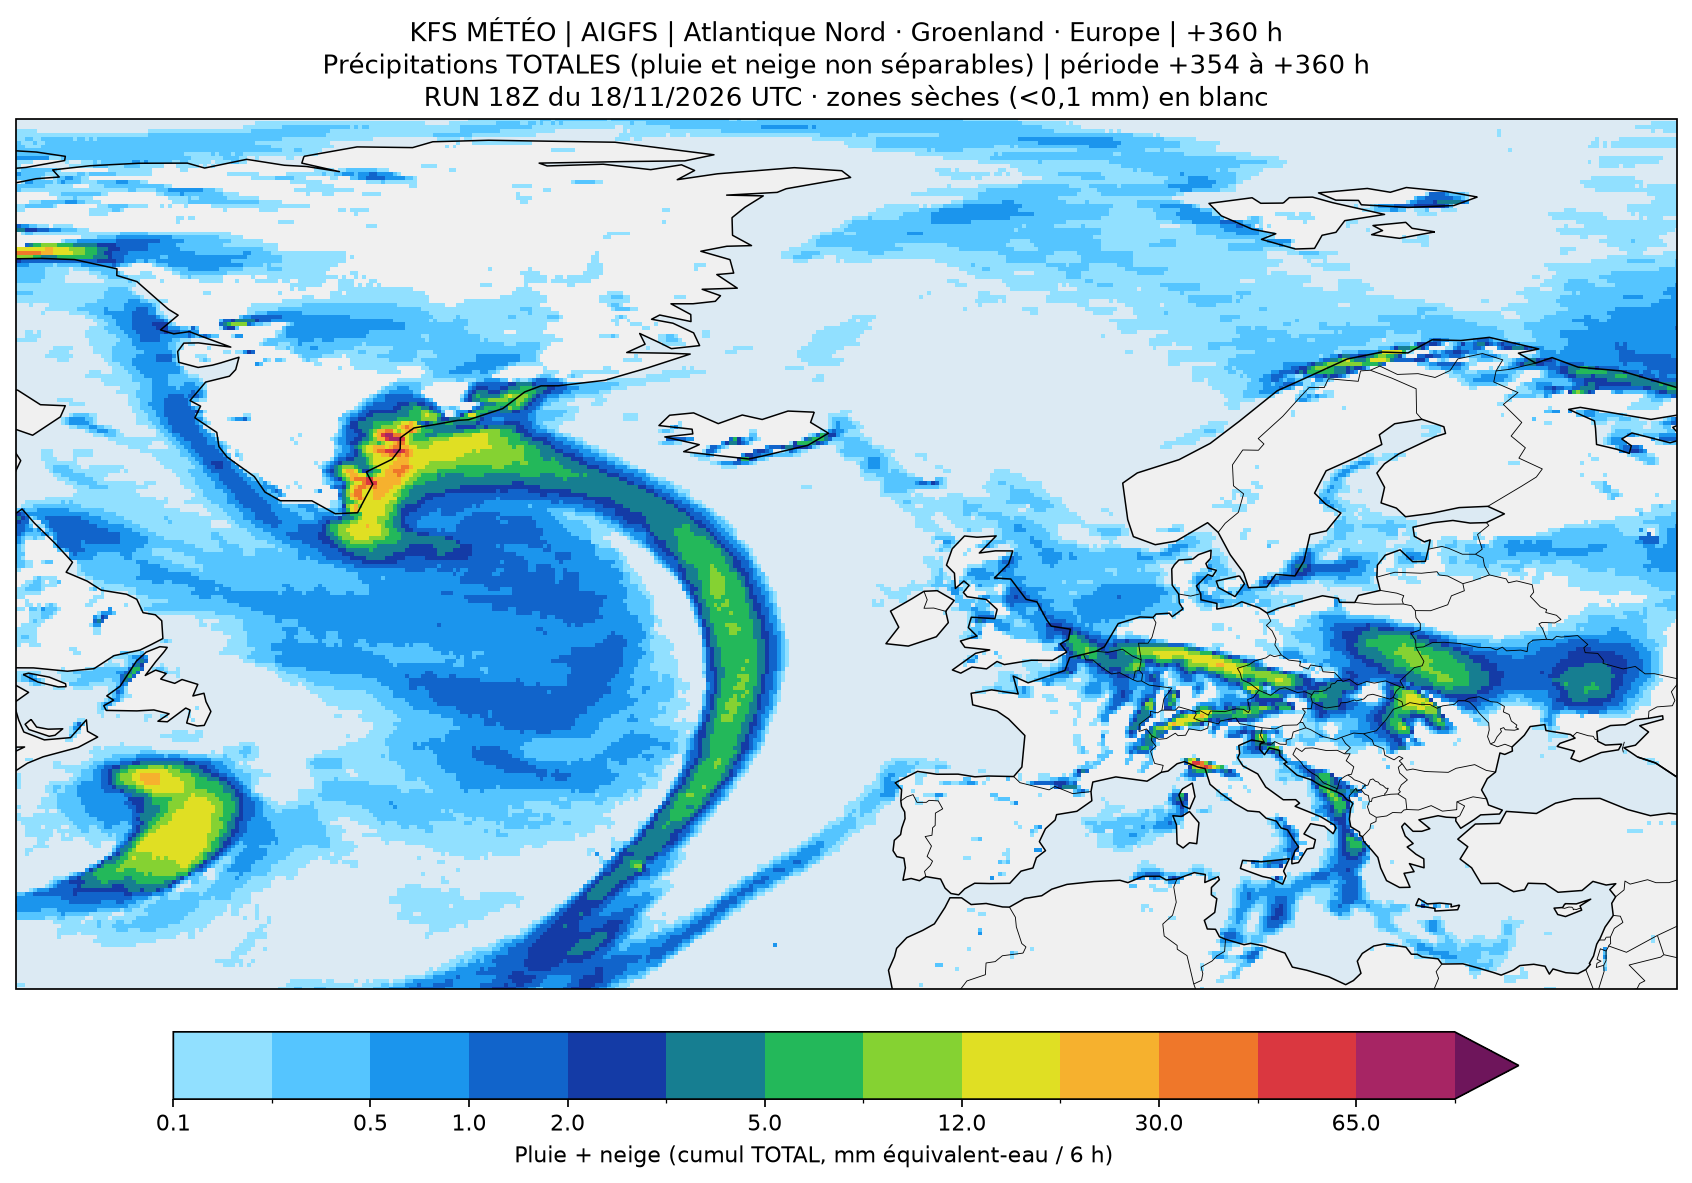 KFS MÉTÉO | AIGFS | Atlantique Nord · Groenland · Europe | +360 h
Précipitations TOTALES (pluie et neige non séparables) | période +354 à +360 h
RUN 18Z du 18/11/2026 UTC · zones sèches (<0,1 mm) en blanc
0.1 0.5 1.0 2.0 5.0 12.0 30.0 65.0
Pluie + neige (cumul TOTAL, mm équivalent-eau / 6 h)